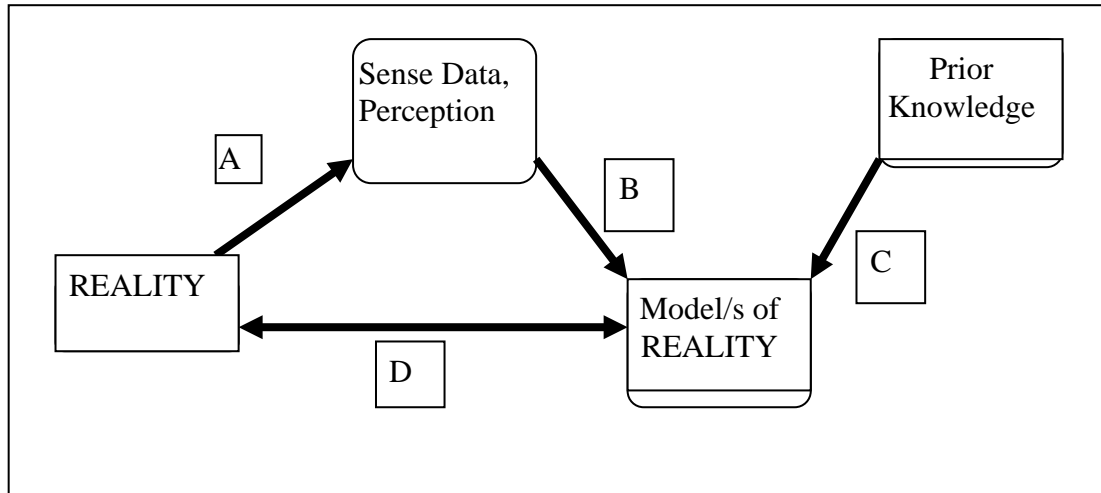 Sense Data,
Perception
Prior
Knowledge
A
B
C
REALITY
Model/s of
REALITY
D